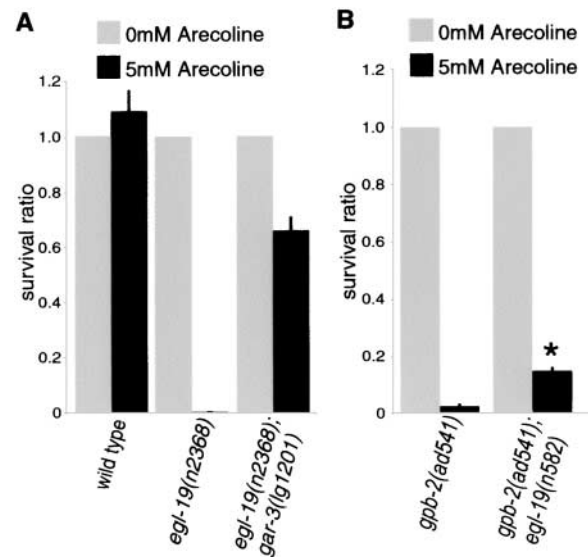 A
0mM Arecoline
5mM Arecoline
survival ratio
1.2
1.0
0.8
0.6
0.4
0.2
0
wild type
egl-19(n2368)
egl-19(n2368);
gar-3(lg1201)
B
0mM Arecoline
5mM Arecoline
survival ratio
1.2
1.0
0.8
0.6
0.4
0.2
0
*
gpb-2(ad541)
gpb-2(ad541);
egl-19(n582)